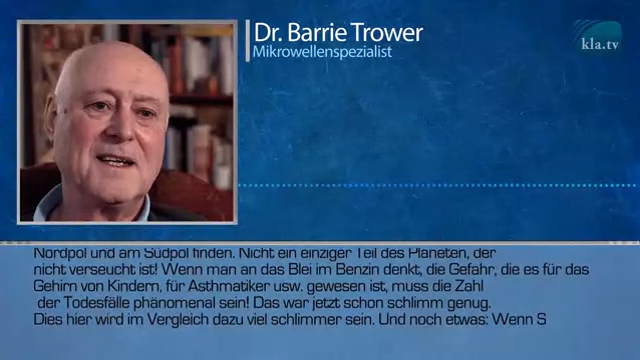 Dr. Barrie Trower
Mikrowellenspezialist
kla.tv
Nordpol und am Südpol finden. Nicht ein einziger Teil des Planeten, der
nicht verseucht ist! Wenn man an das Blei im Benzin denkt, die Gefahr, die es für das
Gehirn von Kindern, für Asthmatiker usw. gewesen ist, muss die Zahl
der Todesfälle phänomenal sein! Das war jetzt schon schlimm genug.
Dies hier wird im Vergleich dazu viel schlimmer sein. Und noch etwas: Wenn S